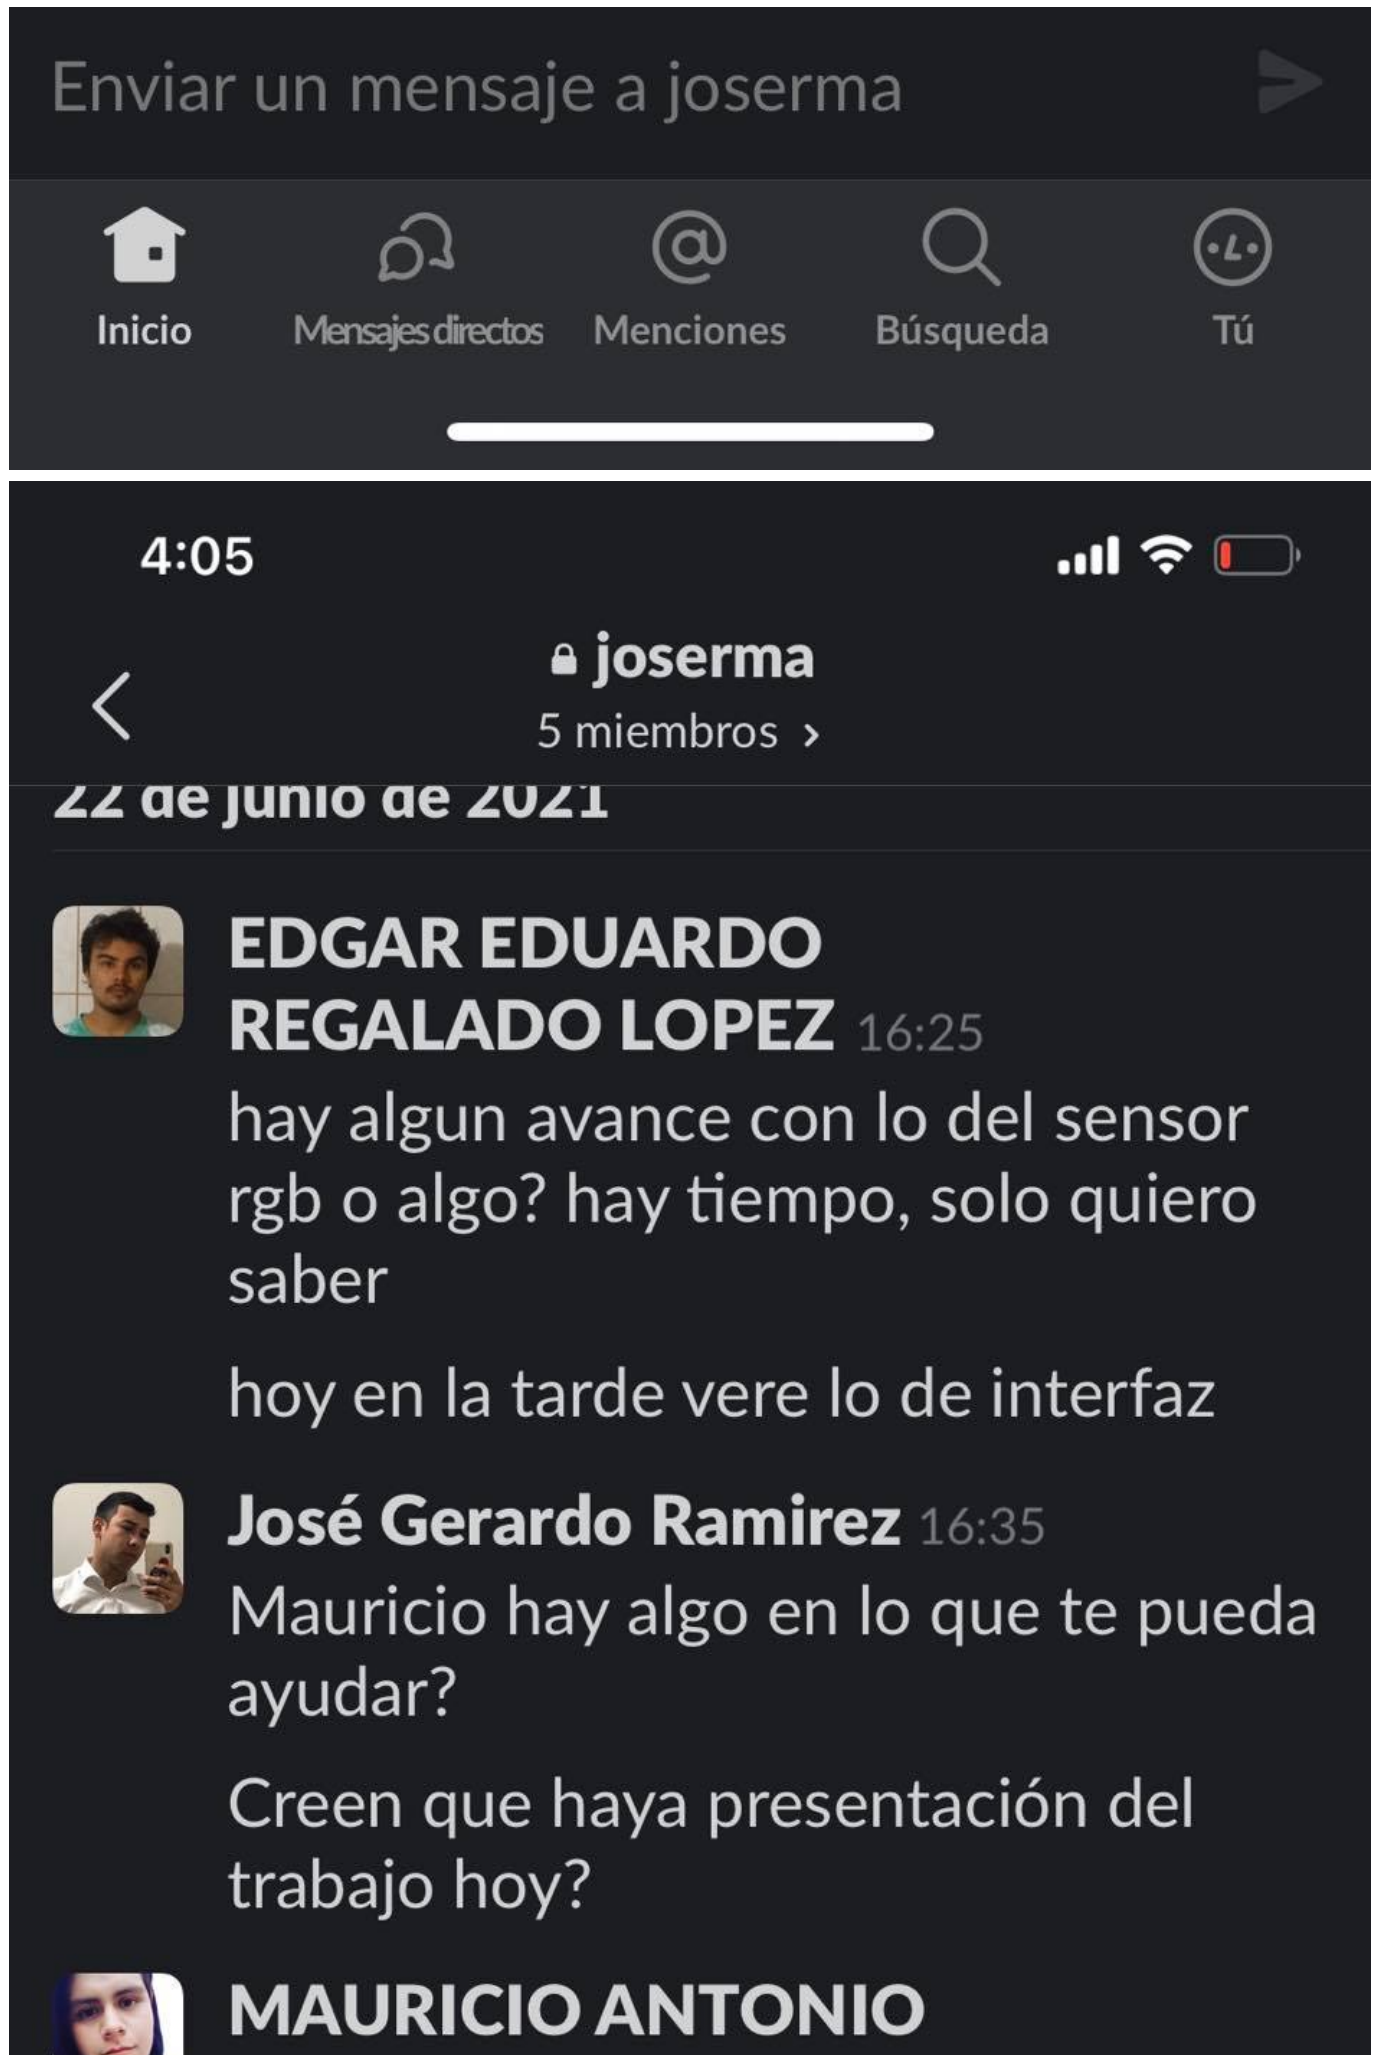 Enviar un mensaje a joserma
Inicio
Mensajes directos
Menciones
Búsqueda
Tú
4:05
joserma
5 miembros >
22 de junio de 2021
EDGAR EDUARDO
REGALADO LOPEZ 16:25
hay algun avance con lo del sensor
rgb o algo? hay tiempo, solo quiero
saber
hoy en la tarde vere lo de interfaz
José Gerardo Ramirez 16:35
Mauricio hay algo en lo que te pueda
ayudar?
Creen que haya presentación del
trabajo hoy?
MAURICIO ANTONIO